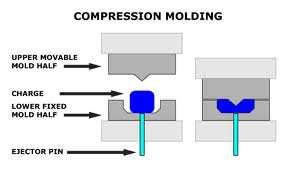 COMPRESSION MOLDING
UPPER MOVABLE
MOLD HALF
CHARGE
LOWER FIXED
MOLD HALF
EJECTOR PIN